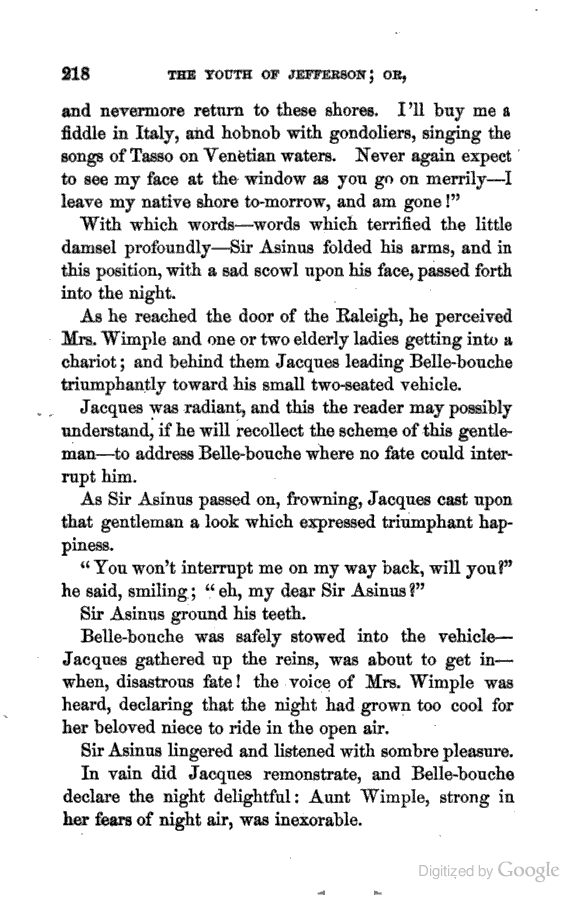 218 THE YOUTH OF JEFFERSON; OR,
and nevermore return to these shores. I'll buy me a
fiddle in Italy, and hobnob with gondoliers, singing the
songs of Tasso on Venetian waters. Never again expect
to see my face at the window as you go on merrily—I
leave my native shore to-morrow, and am gone!”
With which words—words which terrified the little
damsel profoundly—Sir Asinus folded his arms, and in
this position, with a sad scowl upon his face, passed forth
into the night.
As he reached the door of the Raleigh, he perceived
Mrs. Wimple and one or two elderly ladies getting into a
chariot; and behind them Jacques leading Belle-bouche
triumphantly toward his small two-seated vehicle.
Jacques was radiant, and this the reader may possibly
understand, if he will recollect the scheme of this gentle-
man—to address Belle-bouche where no fate could inter-
rupt him.
As Sir Asinus passed on, frowning, Jacques cast upon
that gentleman a look which expressed triumphant hap-
piness.
“You won't interrupt me on my way back, will you?”
he said, smiling; “eh, my dear Sir Asinus?”
Sir Asinus ground his teeth.
Belle-bouche was safely stowed into the vehicle—
Jacques gathered up the reins, was about to get in—
when, disastrous fate! the voice of Mrs. Wimple was
heard, declaring that the night had grown too cool for
her beloved niece to ride in the open air.
Sir Asinus lingered and listened with sombre pleasure.
In vain did Jacques remonstrate, and Belle-bouche
declare the night delightful: Aunt Wimple, strong in
her fears of night air, was inexorable.
Digitized by Google